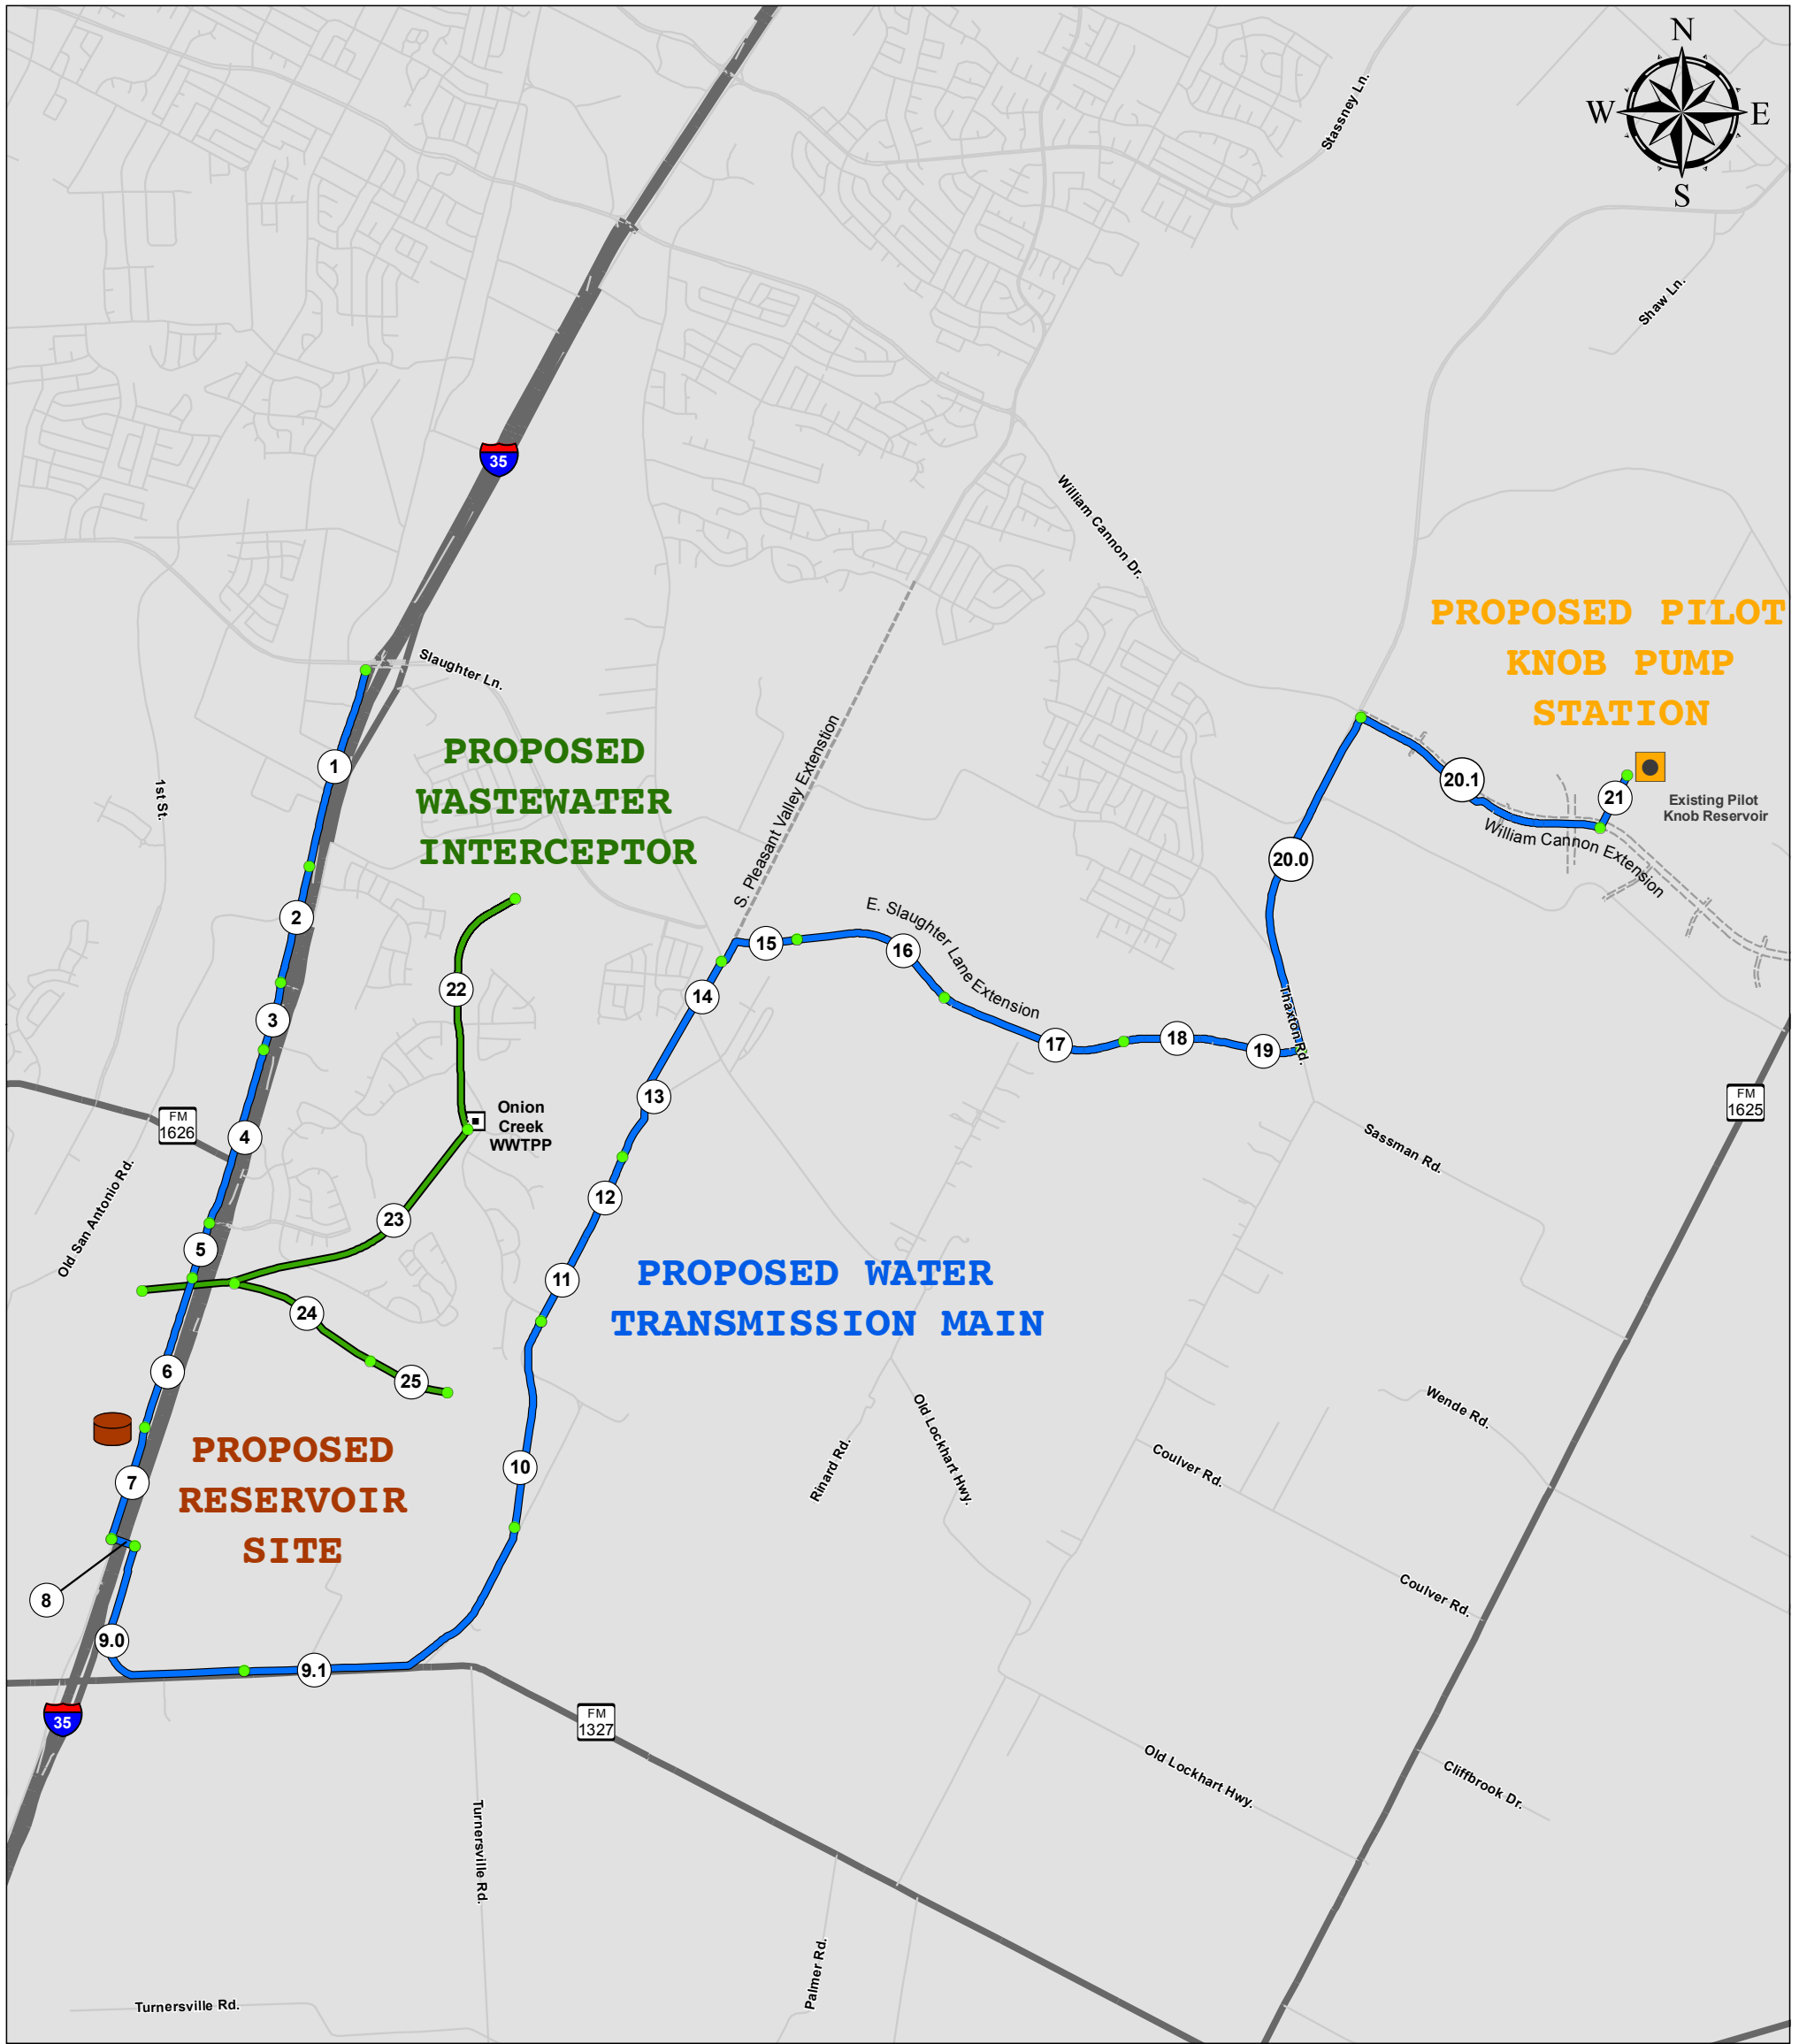 N
W
E
S
Stassney Ln.
Shaw Ln.
35
William Cannon Dr.
PROPOSED PILOT
KNOB PUMP
STATION
Slaughter Ln.
1
PROPOSED
WASTEWATER
INTERCEPTOR
S. Pleasant Valley Extenstion
20.1
21
Existing Pilot
Knob Reservoir
William Cannon Extension
1st St.
20.0
2
E. Slaughter Lane Extension
15
16
22
14
3
17
18
19
Thaxton Rd.
13
FM
1626
4
Onion
Creek
WWTPP
FM
1625
Sassman Rd.
Old San Antonio Rd.
12
23
5
11
PROPOSED WATER
TRANSMISSION MAIN
24
6
25
Old Lockhart Hwy.
Wende Rd.
PROPOSED
RESERVOIR
SITE
10
Rinard Rd.
Coulver Rd.
7
8
Coulver Rd.
9.0
9.1
35
FM
1327
Old Lockhart Hwy.
Cliffbrook Dr.
Turnersville Rd.
Palmer Rd.
Turnersville Rd.